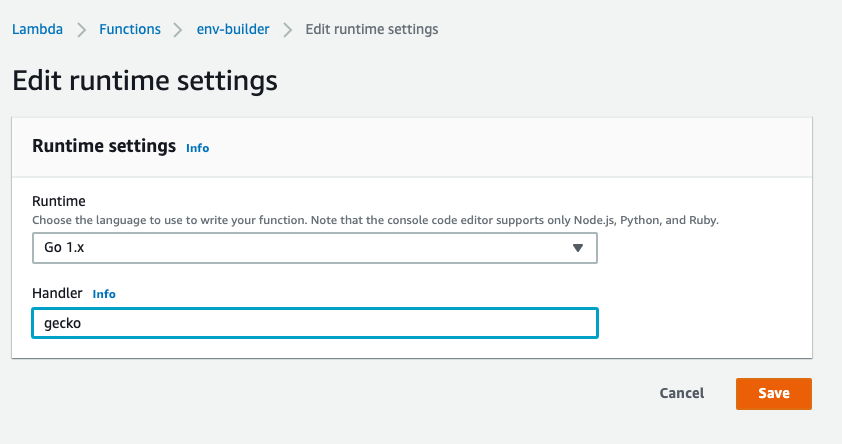 Lambda > Functions > env-builder > Edit runtime settings
Edit runtime settings
Runtime settings Info
Runtime
Choose the language to use to write your function. Note that the console code editor supports only Node.js, Python, and Ruby.
Go 1.x
Handler Info
gecko
Cancel Save